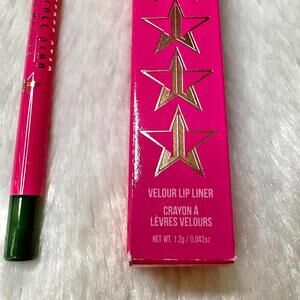 VELOUR LIP LINER
CRAYON À
LÈVRES VELOURS
NET WT. 1.2g / 0.042oz